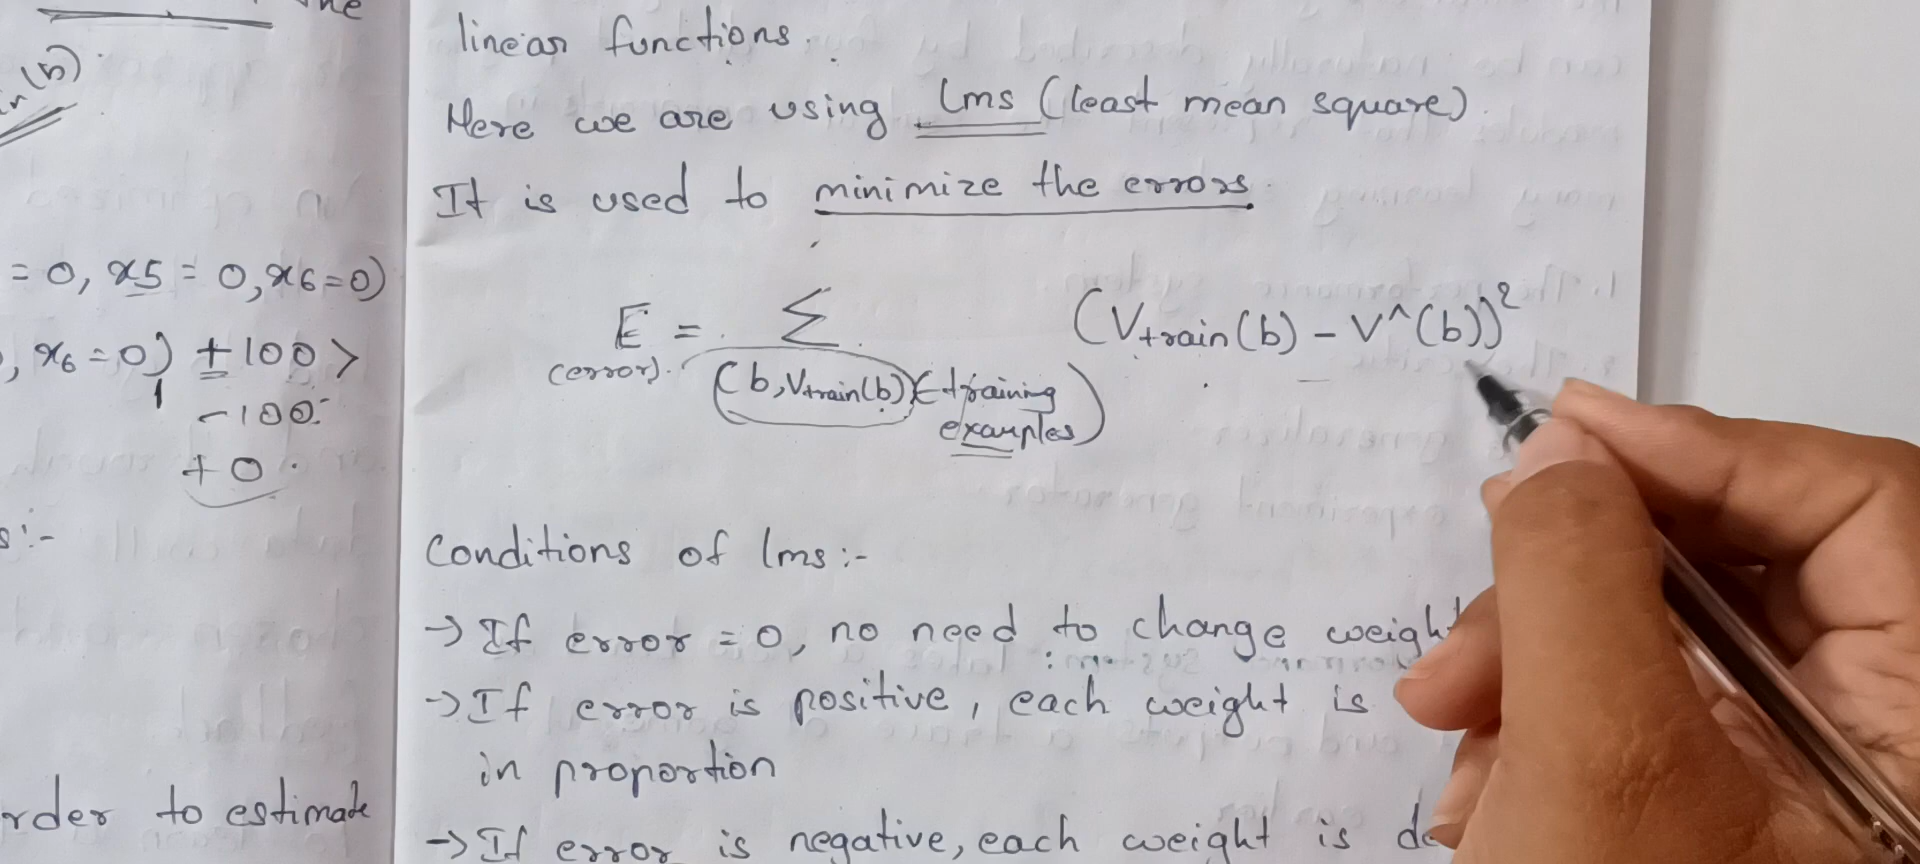 = 0, x5 = 0, x6=0)
, x6=0) ± 100 >
-100
+0.
s:-
rder to estimate
linear functions.
Here we are using lms (least mean square).
It is used to minimize the errors.
E = Σ (Vtrain(b) - V^(b))²
(error). (b, Vtrain(b) ∈ training
examples)
Conditions of lms:-
→ If error = 0, no need to change weigh
→ If error is positive, each weight is
in proportion
→ If error is negative, each weight is de